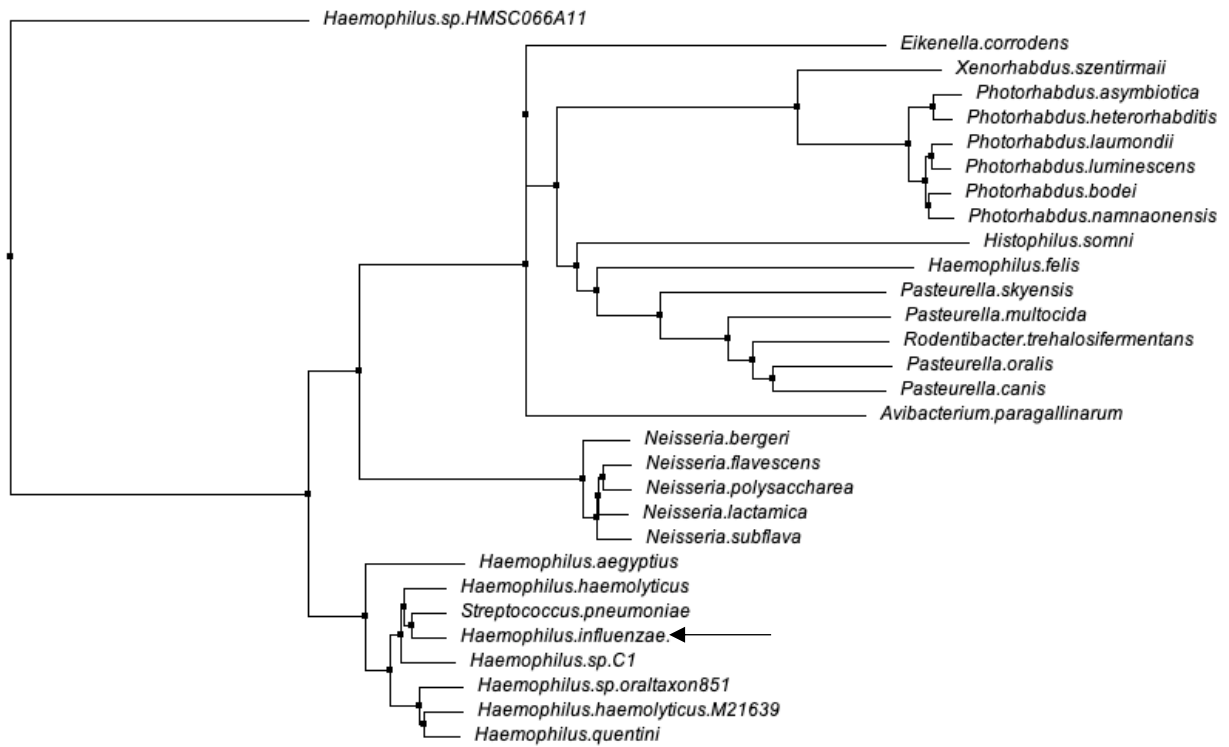 Haemophilus.sp.HMSC066A11
Eikenella.corrodens
Xenorhabdus.szentirmaii
Photorhabdus.asymbiotica
Photorhabdus.heterorhabditis
Photorhabdus.laumondii
Photorhabdus.luminescens
Photorhabdus.bodei
Photorhabdus.namnaonensis
Histophilus.somni
Haemophilus.felis
Pasteurella.skyensis
Pasteurella.multocida
Rodentibacter.trehalosifermentans
Pasteurella.oralis
Pasteurella.canis
Avibacterium.paragallinarum
Neisseria.bergeri
Neisseria.flavescens
Neisseria.polysaccharea
Neisseria.lactamica
Neisseria.subflava
Haemophilus.aegyptius
Haemophilus.haemolyticus
Streptococcus.pneumoniae
Haemophilus.influenzae.
Haemophilus.sp.C1
Haemophilus.sp.oraltaxon851
Haemophilus.haemolyticus.M21639
Haemophilus.quentini